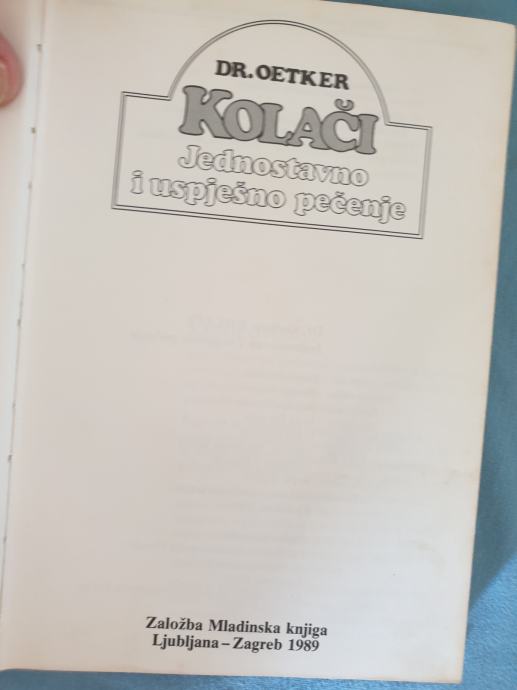 DR. OETKER
KOLAČI
Jednostavno
i uspješno pečenje
Založba Mladinska knjiga
Ljubljana – Zagreb 1989